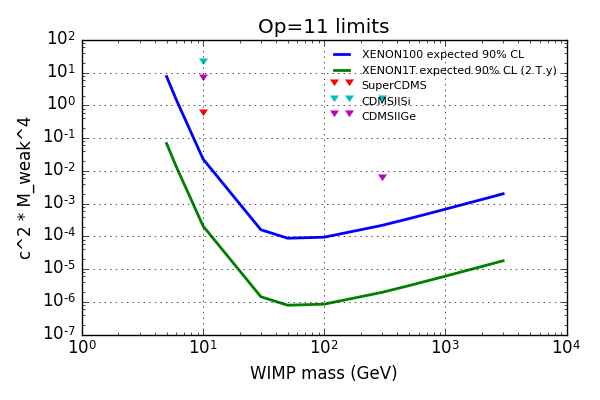 Op=11 limits
c^2 * M_weak^4
10^2
10^1
10^0
10^-1
10^-2
10^-3
10^-4
10^-5
10^-6
10^-7
XENON100 expected 90% CL
XENON1T expected 90% CL (2 T.y)
SuperCDMS
CDMSIISi
CDMSIIGe
10^0 10^1 10^2 10^3 10^4
WIMP mass (GeV)